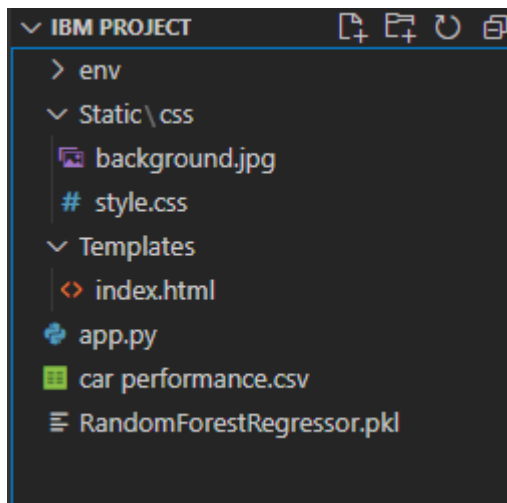 IBM PROJECT
env
Static\css
background.jpg
# style.css
Templates
<> index.html
app.py
car performance.csv
RandomForestRegressor.pkl